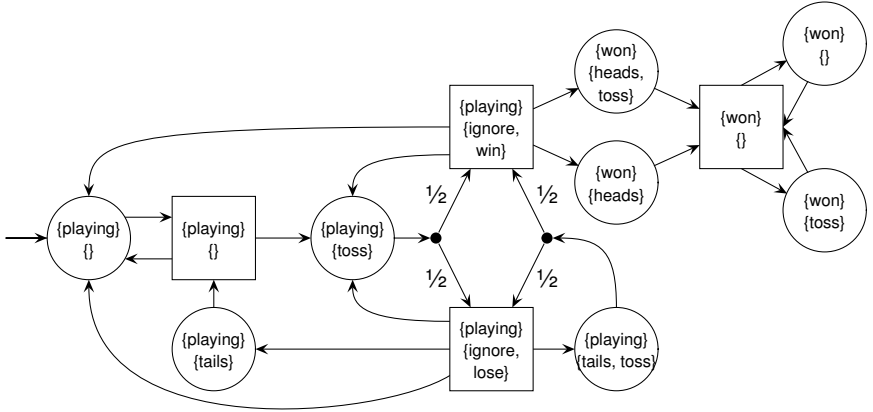 {won}
{}
{won}
{heads,
toss}
{playing}
{ignore,
win}
{won}
{}
{won}
{heads}
{won}
{toss}
½
½
{playing}
{}
{playing}
{}
{playing}
{toss}
½
½
{playing}
{tails}
{playing}
{ignore,
lose}
{playing}
{tails, toss}